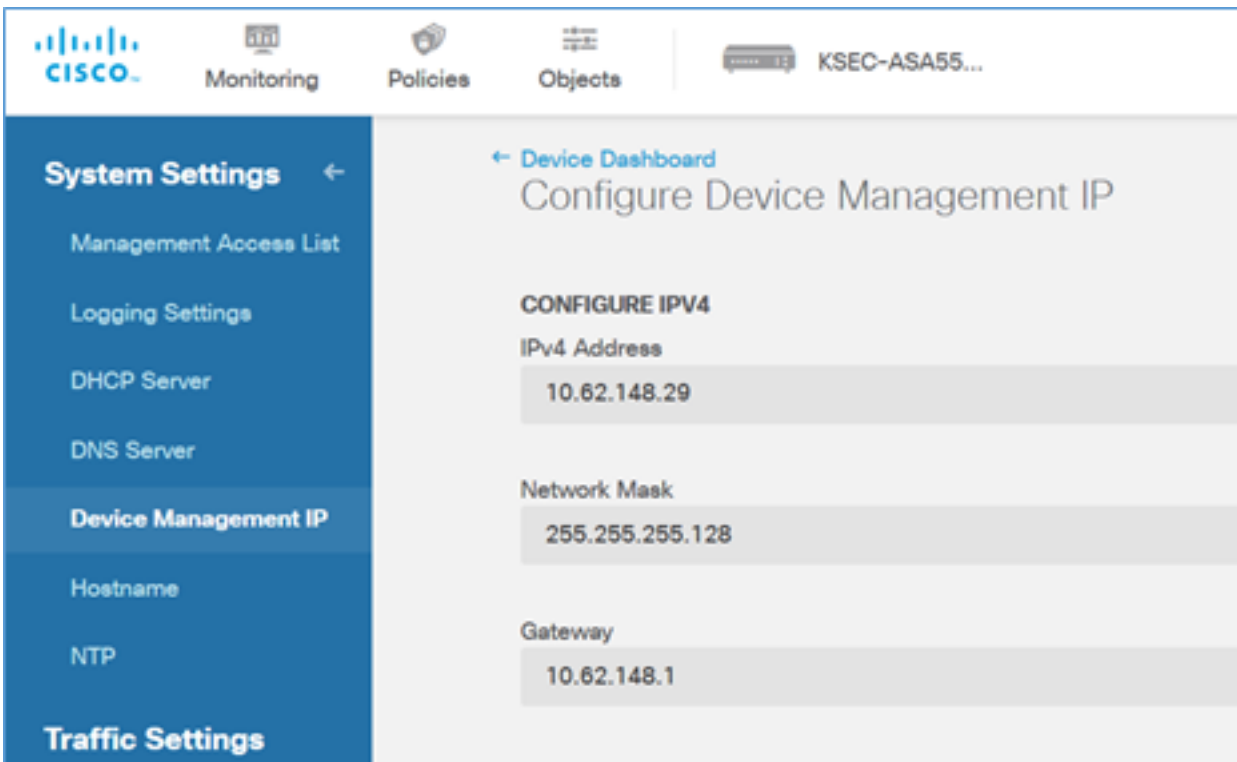 CISCO
Monitoring
Policies
Objects
KSEC-ASA55...
System Settings ←
Management Access List
Logging Settings
DHCP Server
DNS Server
Device Management IP
Hostname
NTP
Traffic Settings
← Device Dashboard
Configure Device Management IP
CONFIGURE IPV4
IPv4 Address
10.62.148.29
Network Mask
255.255.255.128
Gateway
10.62.148.1